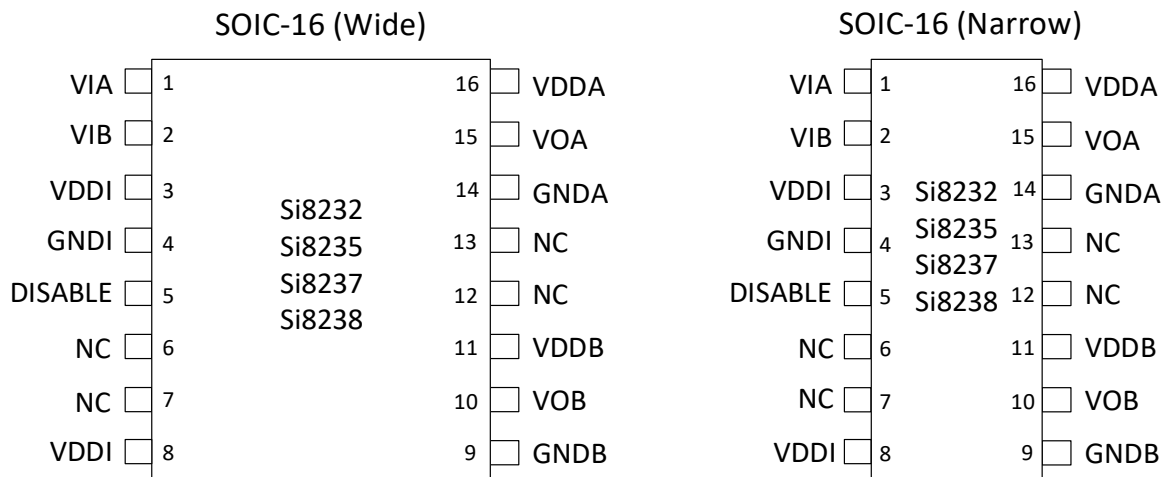 SOIC-16 (Wide)
VIA 1 16 VDDA
VIB 2 15 VOA
VDDI 3 14 GNDA
GNDI 4 13 NC
DISABLE 5 12 NC
NC 6 11 VDDB
NC 7 10 VOB
VDDI 8 9 GNDB
Si8232
Si8235
Si8237
Si8238
SOIC-16 (Narrow)
VIA 1 16 VDDA
VIB 2 15 VOA
VDDI 3 14 GNDA
GNDI 4 13 NC
DISABLE 5 12 NC
NC 6 11 VDDB
NC 7 10 VOB
VDDI 8 9 GNDB
Si8232
Si8235
Si8237
Si8238